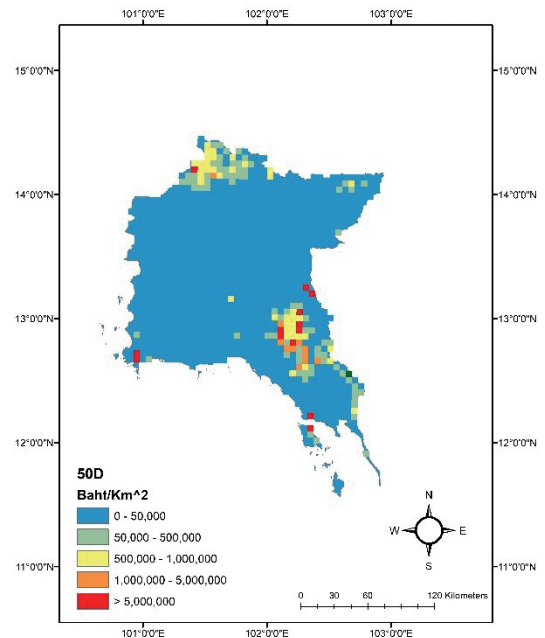 101°0'0"E 102°0'0"E 103°0'0"E
15°0'0"N 15°0'0"N
14°0'0"N 14°0'0"N
13°0'0"N 13°0'0"N
12°0'0"N 12°0'0"N
11°0'0"N 11°0'0"N
50D
Baht/Km^2
0 - 50,000
50,000 - 500,000
500,000 - 1,000,000
1,000,000 - 5,000,000
> 5,000,000
N
W E
S
0 30 60 120 Kilometers
101°0'0"E 102°0'0"E 103°0'0"E